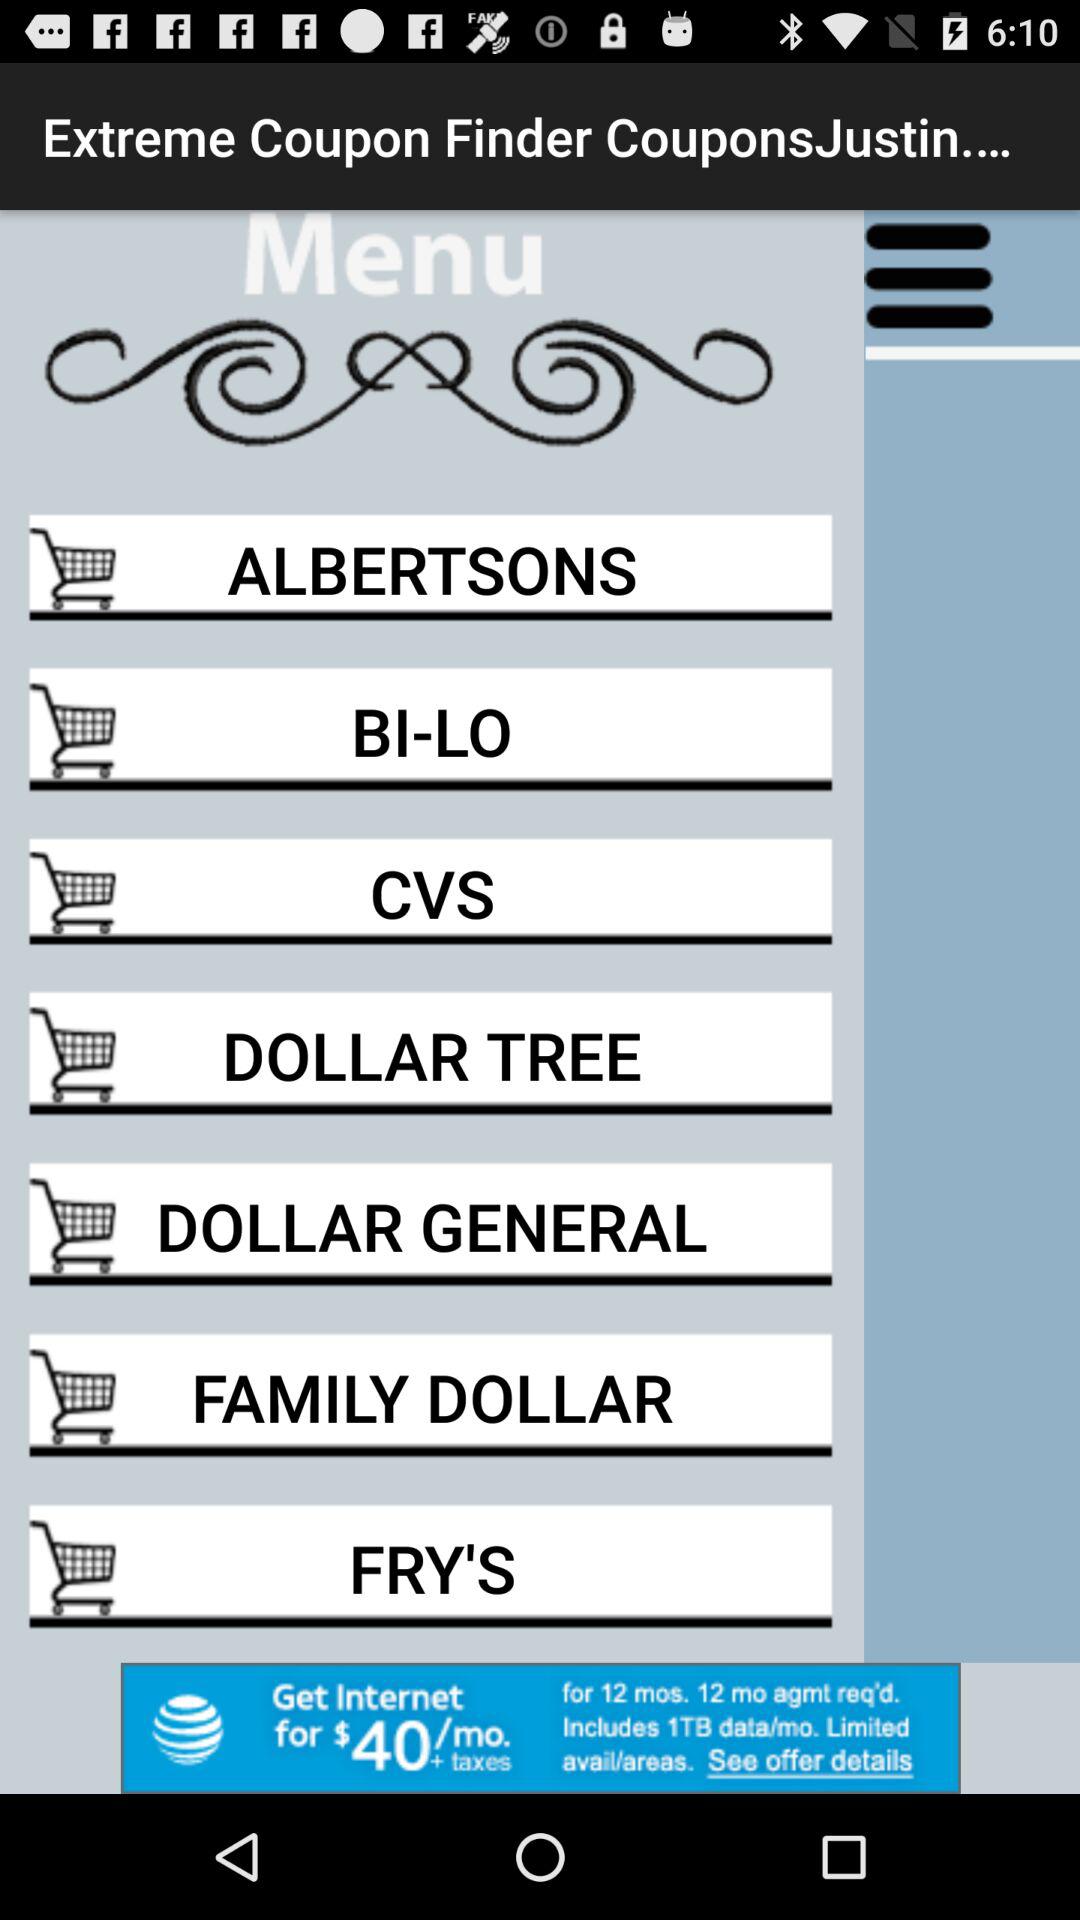 FAKE
6:10
Extreme Coupon Finder CouponsJustin....
Menu
ALBERTSONS
BI-LO
CVS
DOLLAR TREE
DOLLAR GENERAL
FAMILY DOLLAR
FRY'S
Get Internet
for $40/mo.
+ taxes
for 12 mos. 12 mo agmt req'd.
Includes 1TB data/mo. Limited
avail/areas. See offer details